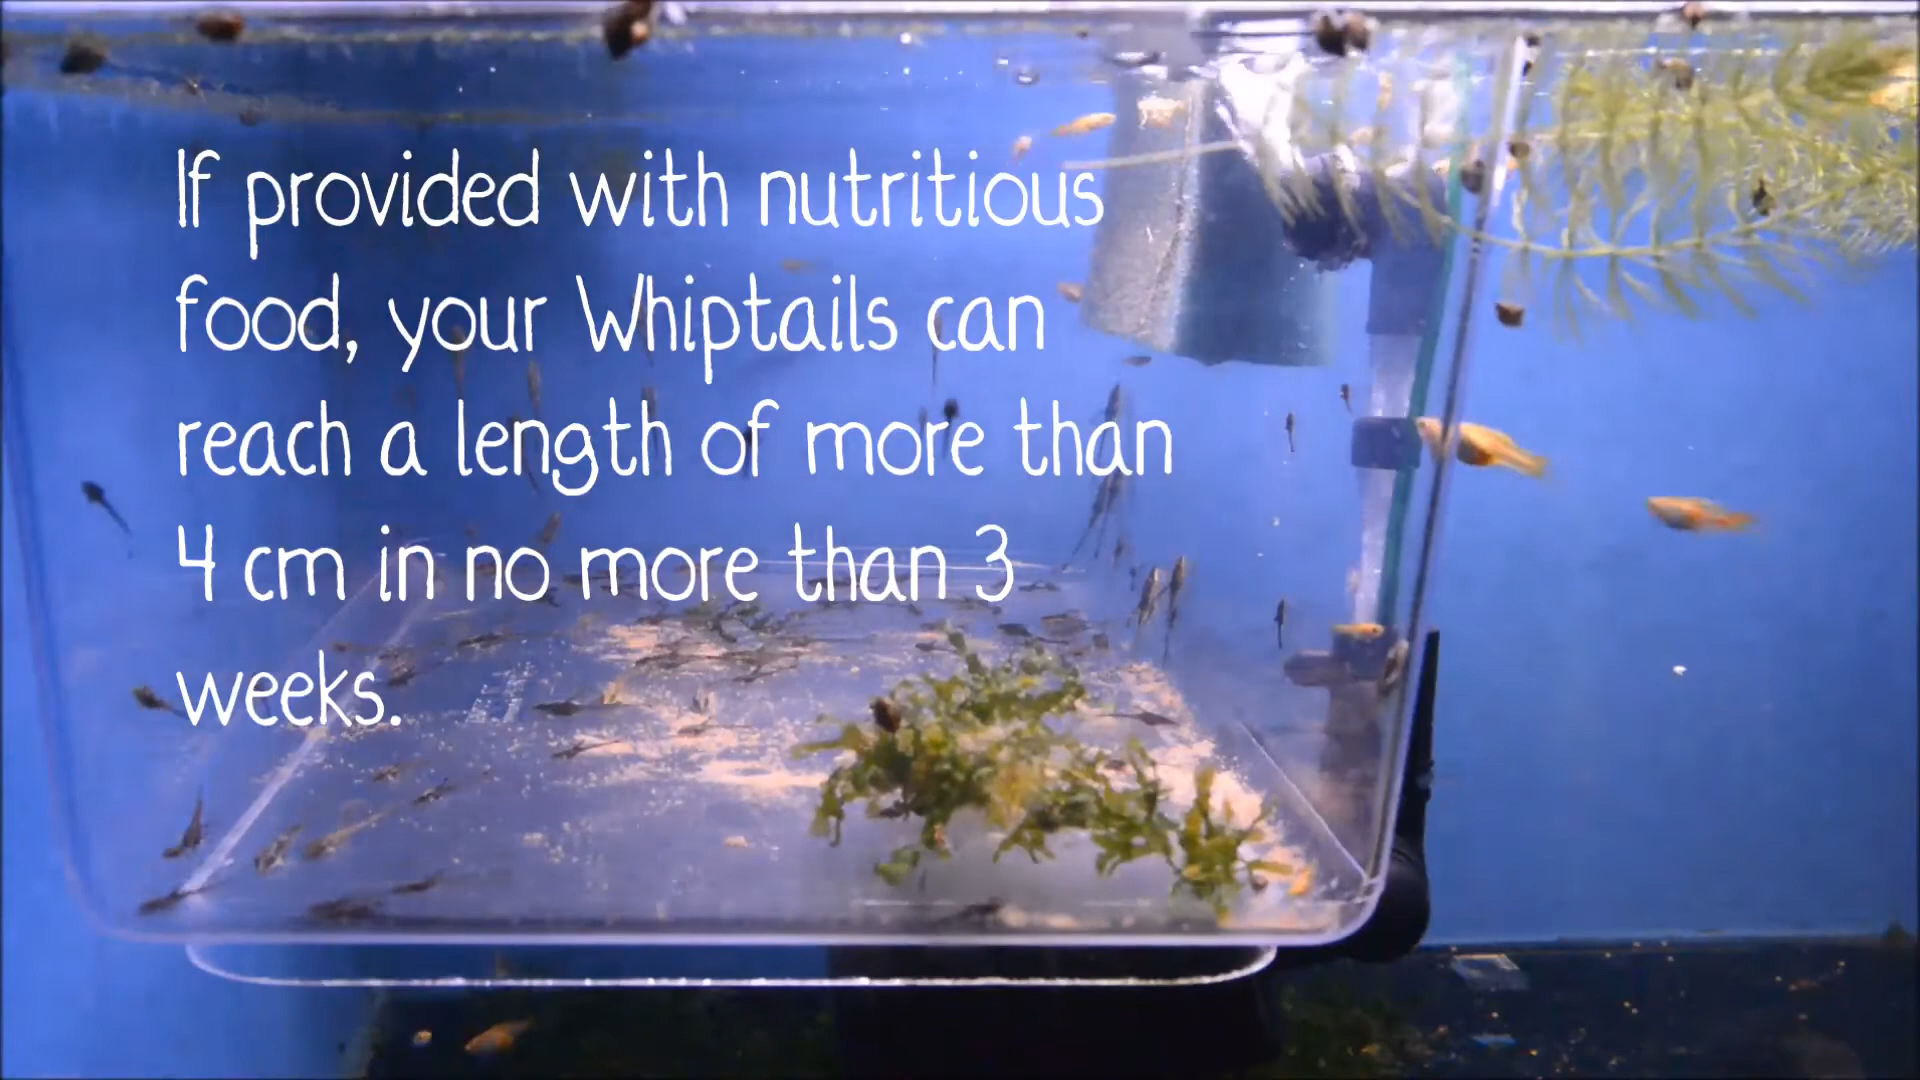 If provided with nutritious
food, your Whiptails can
reach a length of more than
4 cm in no more than 3
weeks.